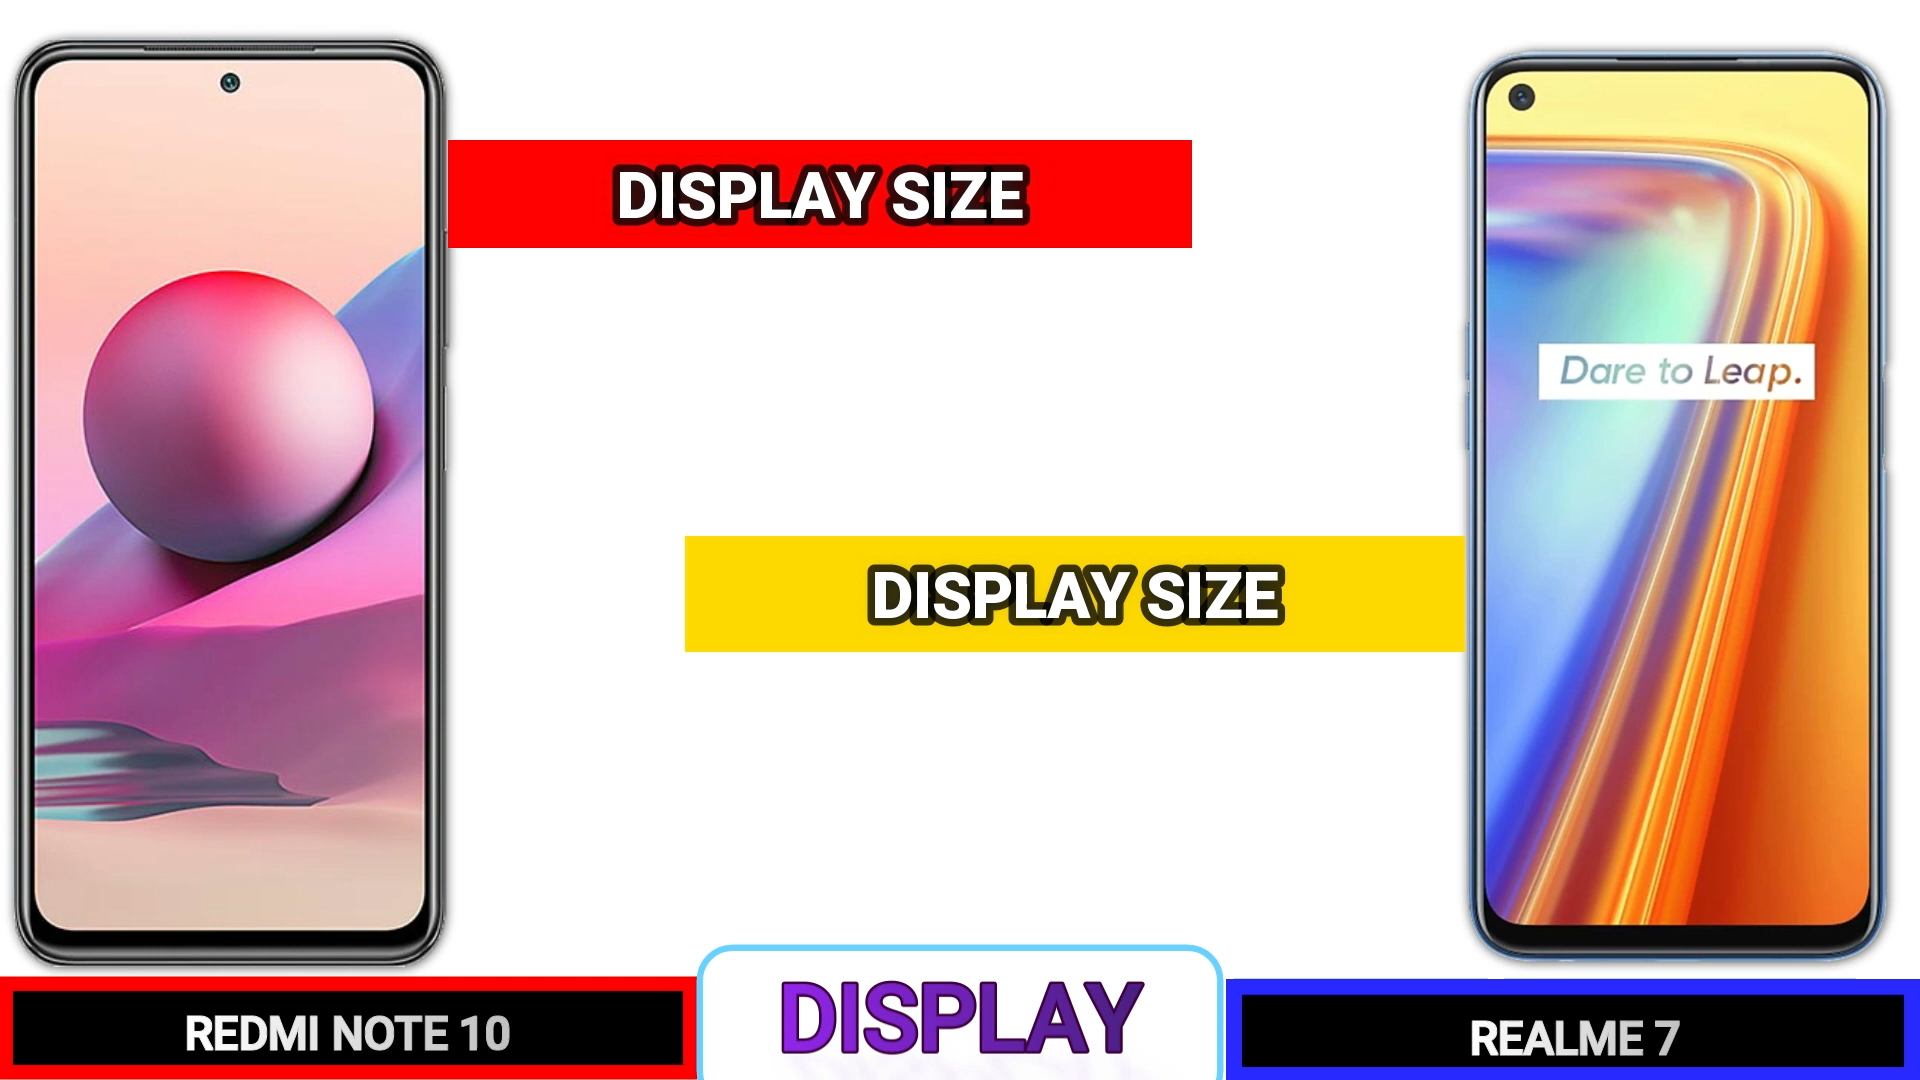 DISPLAY SIZE
Dare to Leap.
DISPLAY SIZE
REDMI NOTE 10
DISPLAY
REALME 7